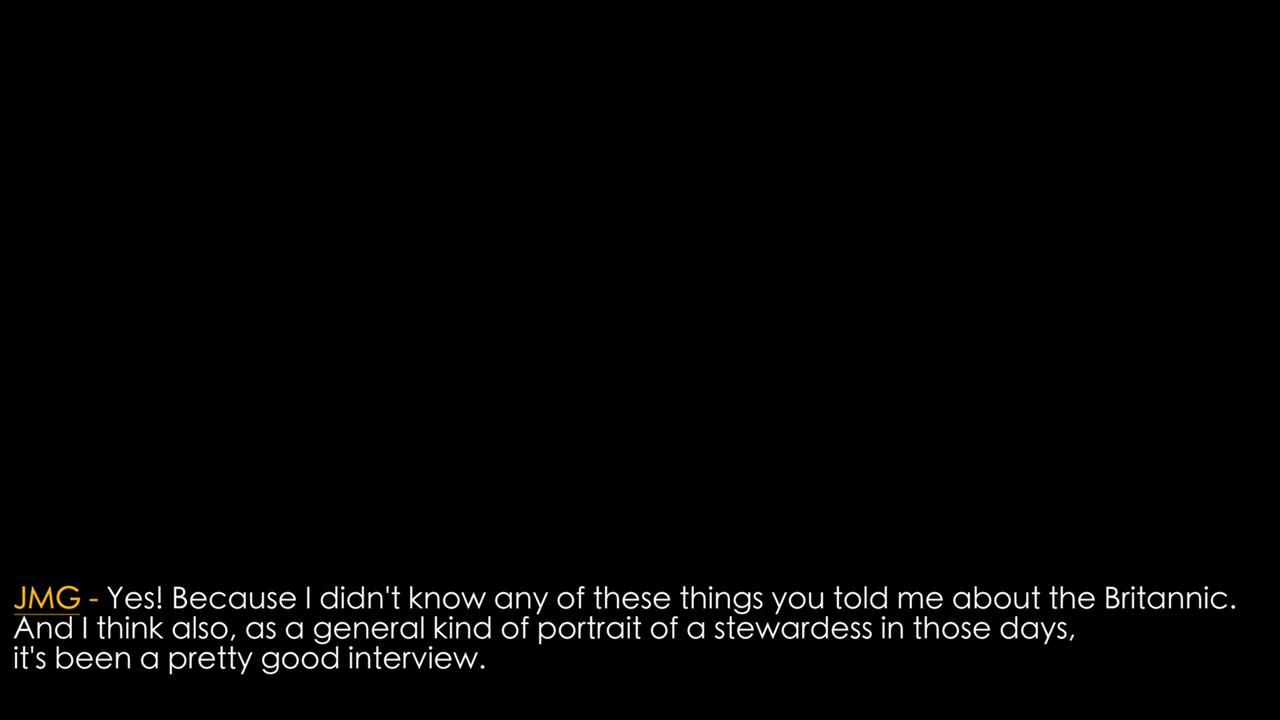 JMG - Yes! Because I didn't know any of these things you told me about the Britannic.
And I think also, as a general kind of portrait of a stewardess in those days,
it's been a pretty good interview.